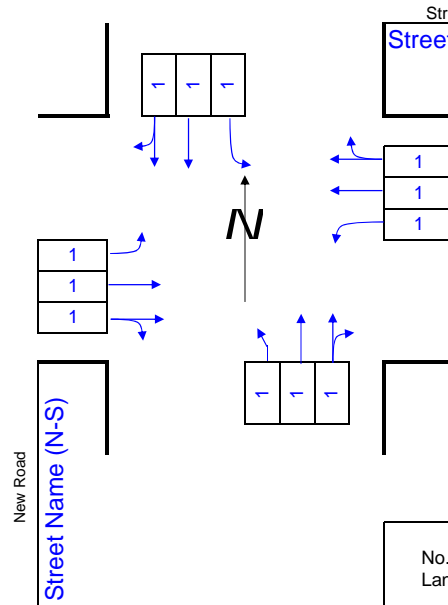 Str
Street
1 1 1
1
1
1
N
1
1
1
1 1 1
New Road
Street Name (N-S)
No.
Lan